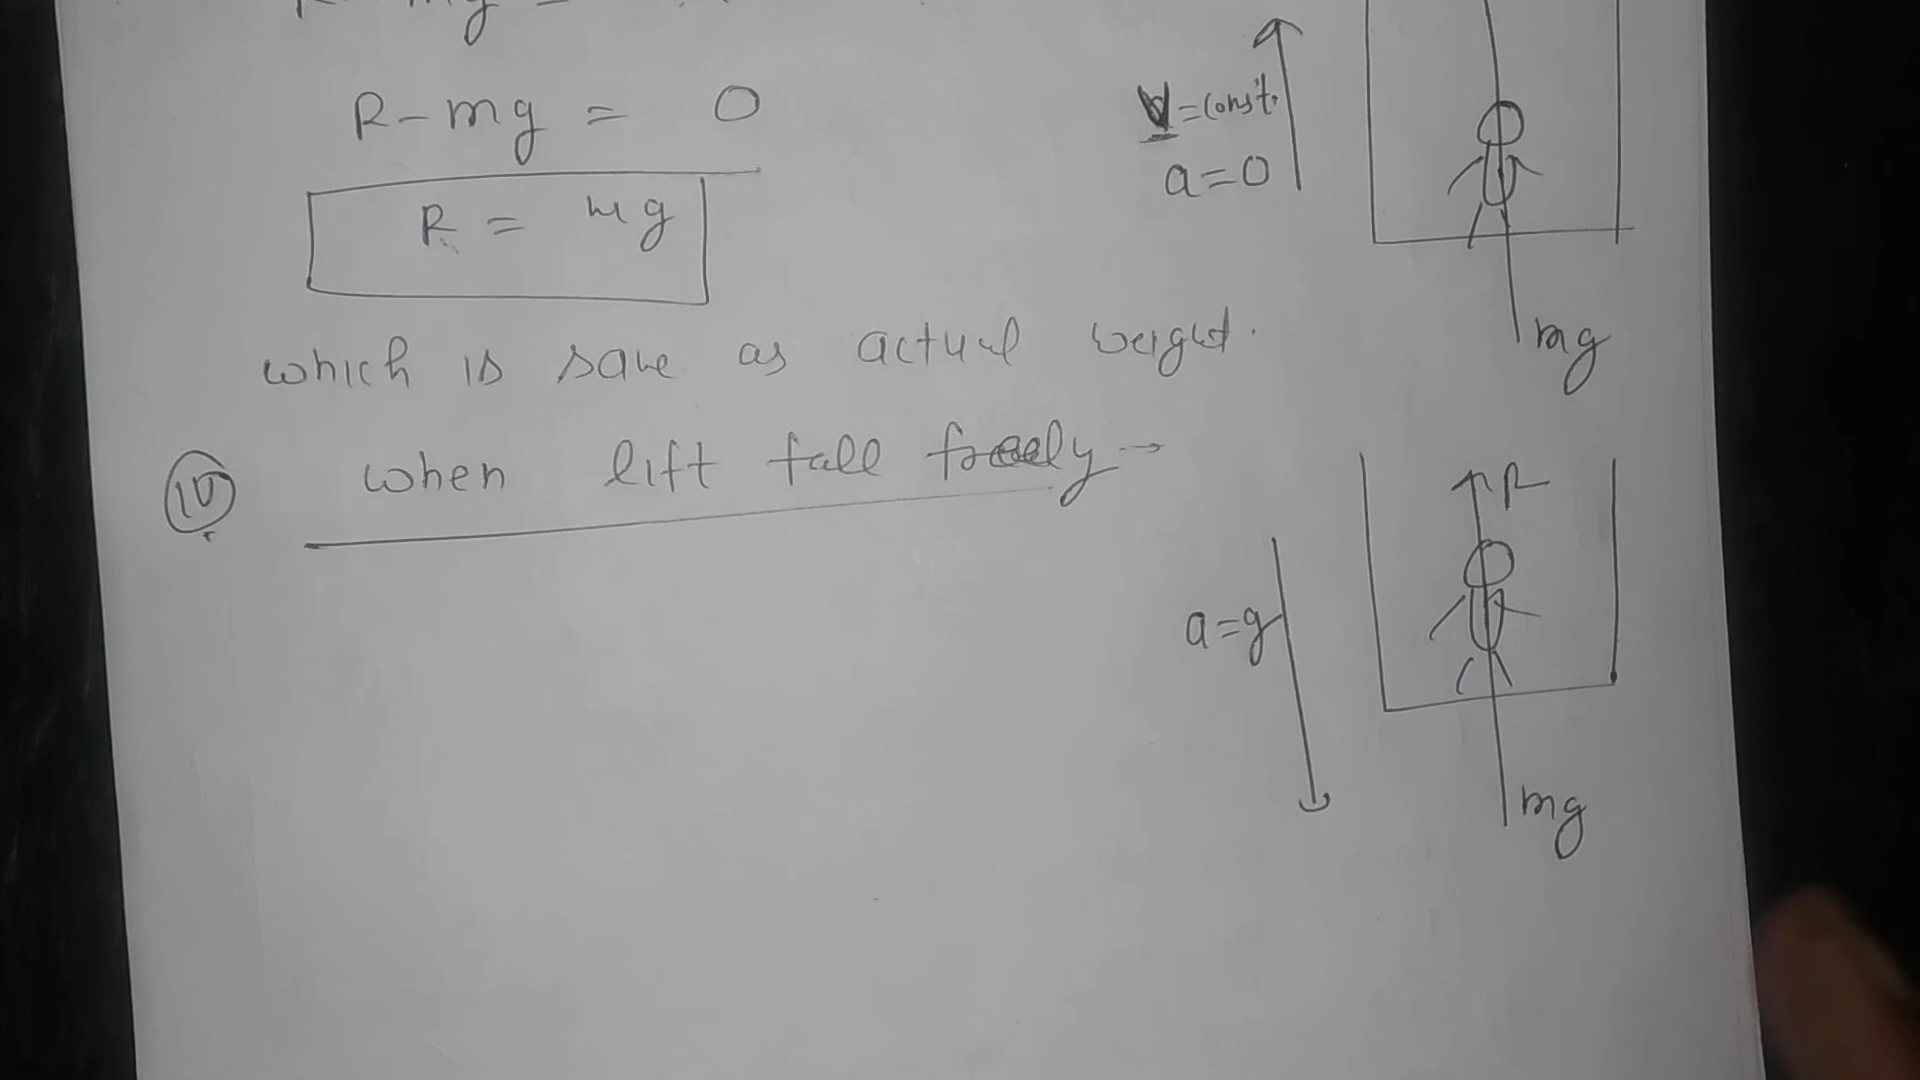 R - mg = 0
V = const.
a = 0
R = mg
mg
which is same as actual weight.
iv when lift fall freely →
R
a = g
mg